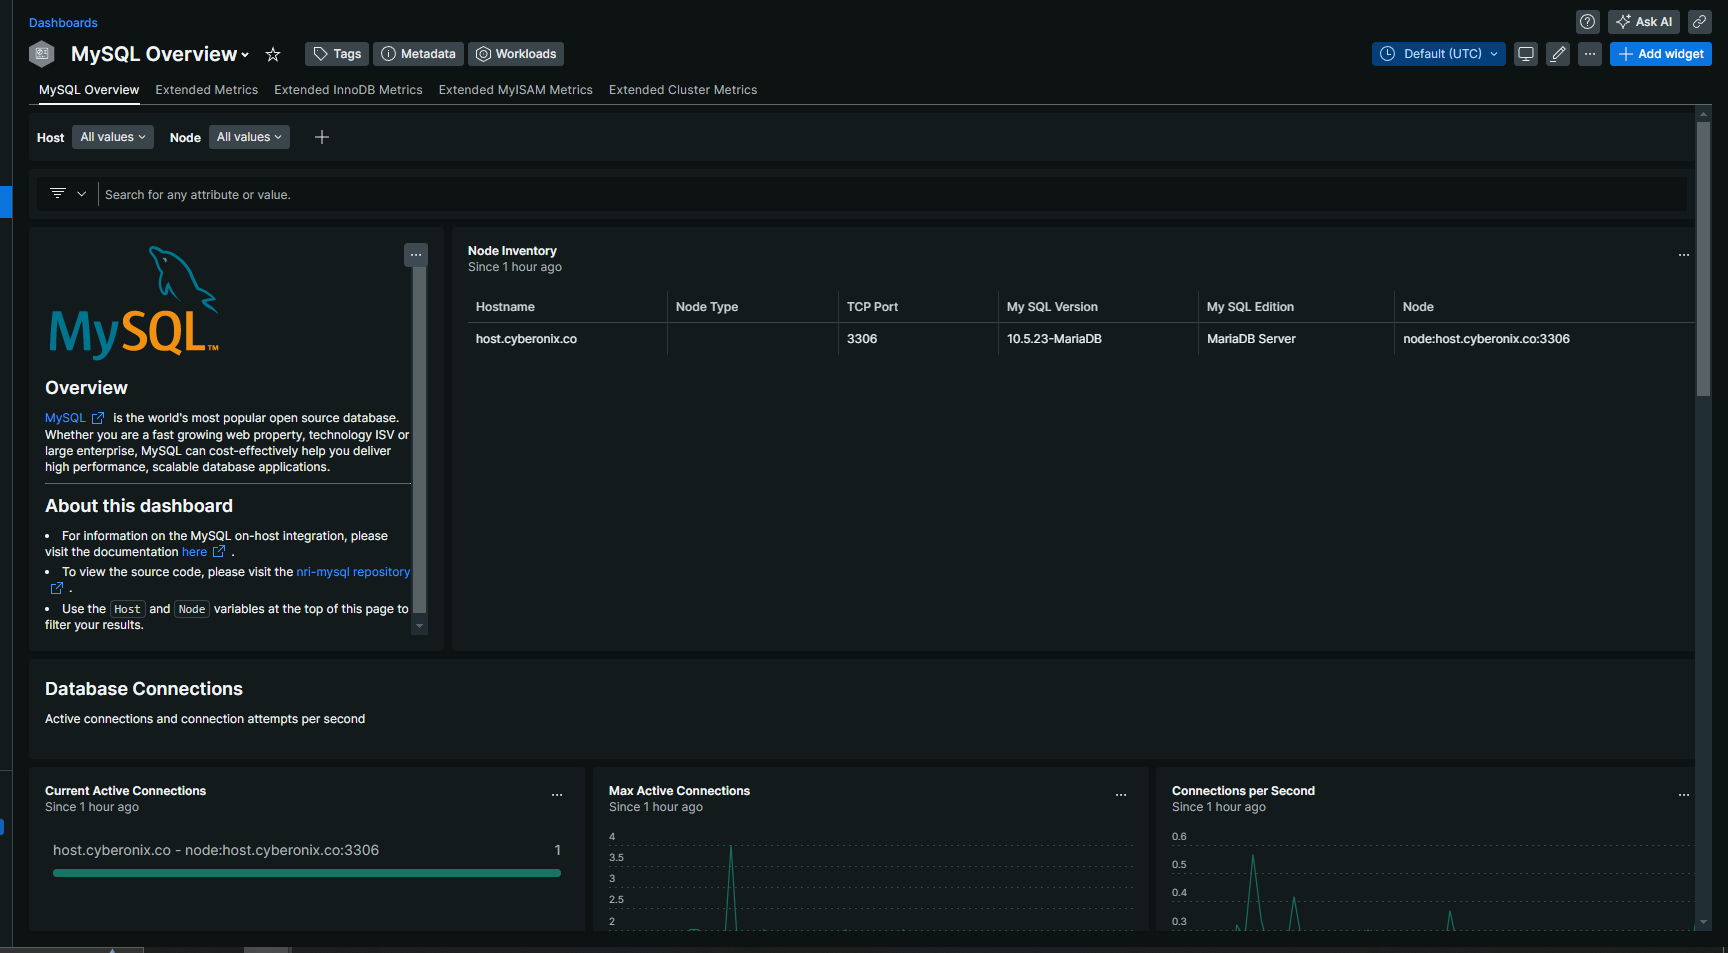 Dashboards
Ask AI
MySQL Overview
Tags
Metadata
Workloads
Default (UTC)
Add widget
MySQL Overview
Extended Metrics
Extended InnoDB Metrics
Extended MyISAM Metrics
Extended Cluster Metrics
Host
All values
Node
All values
Search for any attribute or value.
MySQL™
Overview
MySQL is the world's most popular open source database.
Whether you are a fast growing web property, technology ISV or
large enterprise, MySQL can cost-effectively help you deliver
high performance, scalable database applications.
About this dashboard
• For information on the MySQL on-host integration, please
visit the documentation here .
• To view the source code, please visit the nri-mysql repository
.
• Use the Host and Node variables at the top of this page to
filter your results.
Node Inventory
Since 1 hour ago
Hostname Node Type TCP Port My SQL Version My SQL Edition Node
host.cyberonix.co 3306 10.5.23-MariaDB MariaDB Server node:host.cyberonix.co:3306
Database Connections
Active connections and connection attempts per second
Current Active Connections
Since 1 hour ago
host.cyberonix.co - node:host.cyberonix.co:3306 1
Max Active Connections
Since 1 hour ago
4
3.5
3
2.5
2
Connections per Second
Since 1 hour ago
0.6
0.5
0.4
0.3